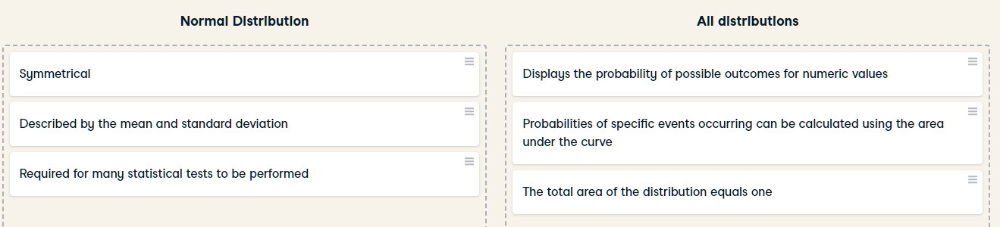 Normal Distribution
Symmetrical
Described by the mean and standard deviation
Required for many statistical tests to be performed
All distributions
Displays the probability of possible outcomes for numeric values
Probabilities of specific events occurring can be calculated using the area
under the curve
The total area of the distribution equals one